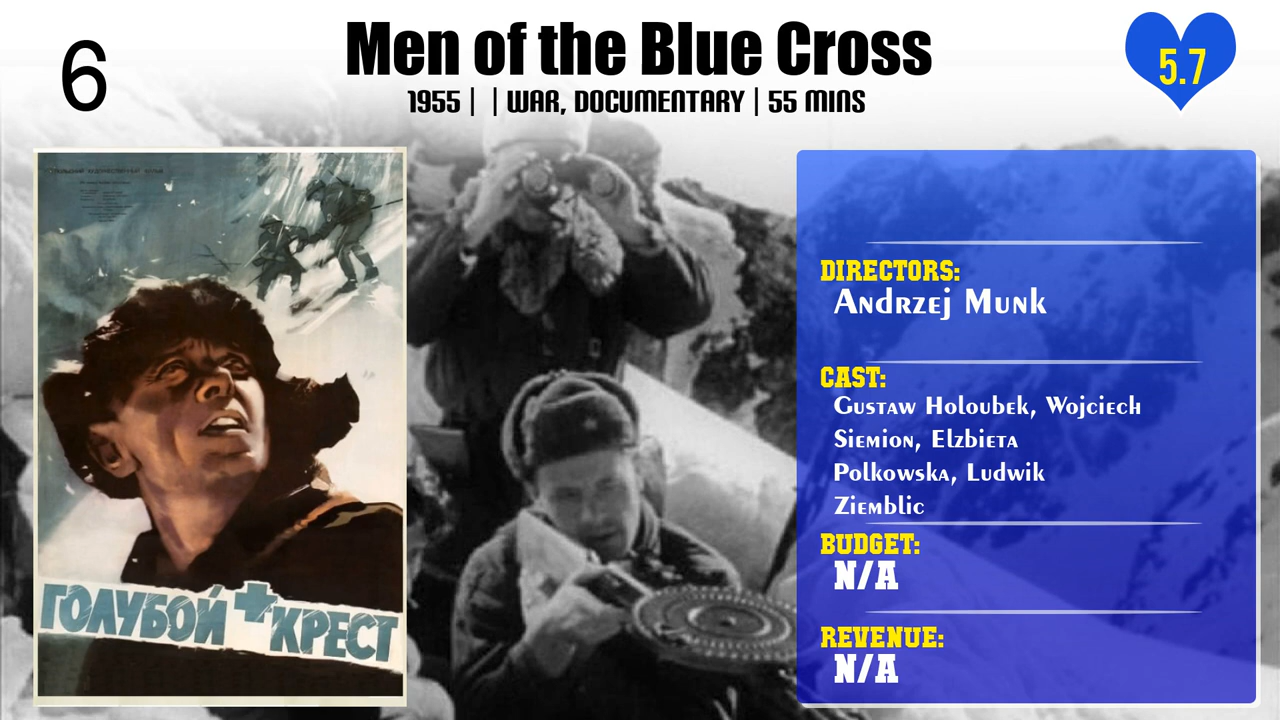 6
Men of the Blue Cross
1955 | | WAR, DOCUMENTARY | 55 MINS
5.7
ГОЛУБОЙ КРЕСТ
DIRECTORS:
Andrzej Munk
CAST:
Gustaw Holoubek, Wojciech
Siemion, Elzbieta
Polkowska, Ludwik
Ziemblic
BUDGET:
N/A
REVENUE:
N/A